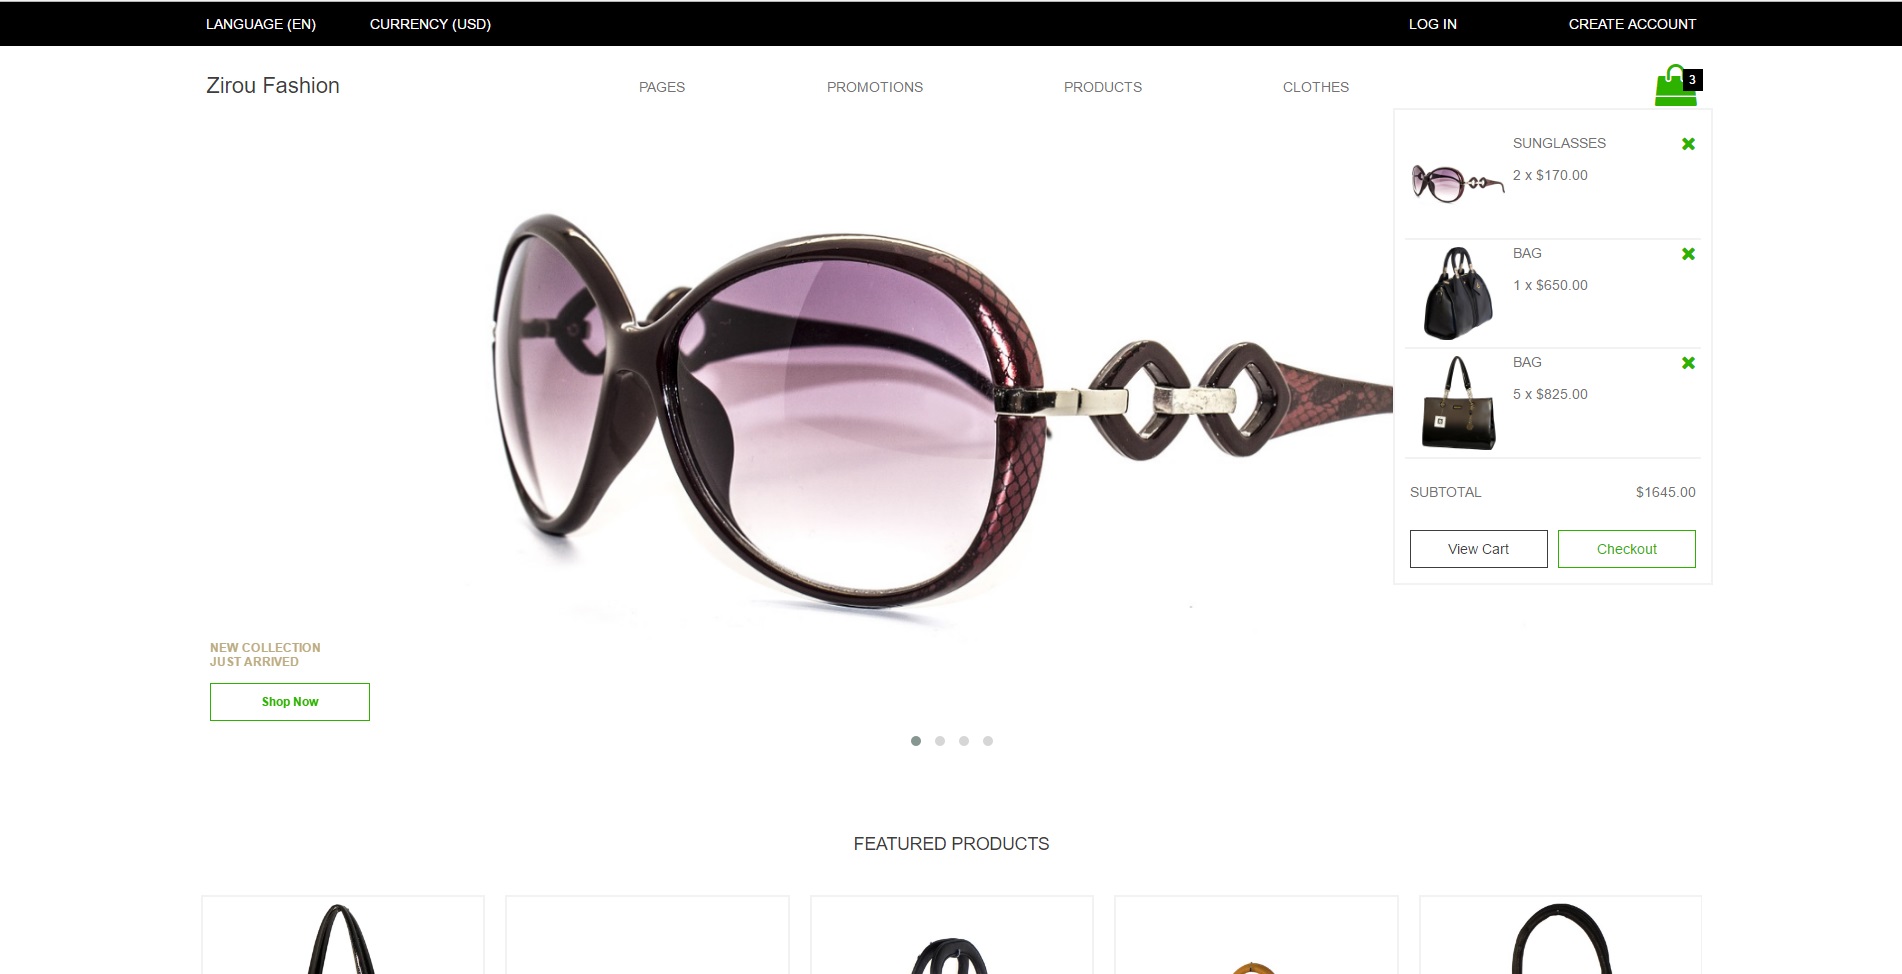 LANGUAGE (EN) CURRENCY (USD) LOG IN CREATE ACCOUNT
Zirou Fashion PAGES PROMOTIONS PRODUCTS CLOTHES 3
SUNGLASSES
2 x $170.00
BAG
1 x $650.00
BAG
5 x $825.00
SUBTOTAL $1645.00
View Cart Checkout
NEW COLLECTION
JUST ARRIVED
Shop Now
FEATURED PRODUCTS